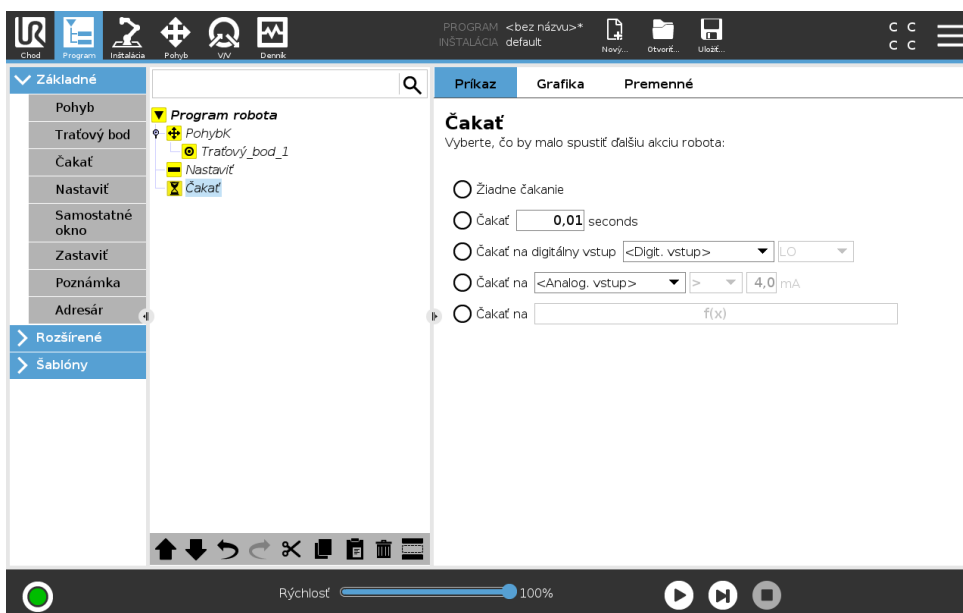 UR
Chod
Program
Inštalácia
Pohyb
V/V
Denník
PROGRAM <bez názvu>*
INŠTALÁCIA default
Nový...
Otvoriť...
Uložiť...
C C
C C
Základné
Pohyb
Traťový bod
Čakať
Nastaviť
Samostatné
okno
Zastaviť
Poznámka
Adresár
Rozšírené
Šablóny
Program robota
PohybK
Traťový_bod_1
Nastaviť
Čakať
Príkaz Grafika Premenné
Čakať
Vyberte, čo by malo spustiť ďalšiu akciu robota:
Žiadne čakanie
Čakať 0,01 seconds
Čakať na digitálny vstup <Digit. vstup> LO
Čakať na <Analog. vstup> > 4,0 mA
Čakať na f(x)
Rýchlosť 100%